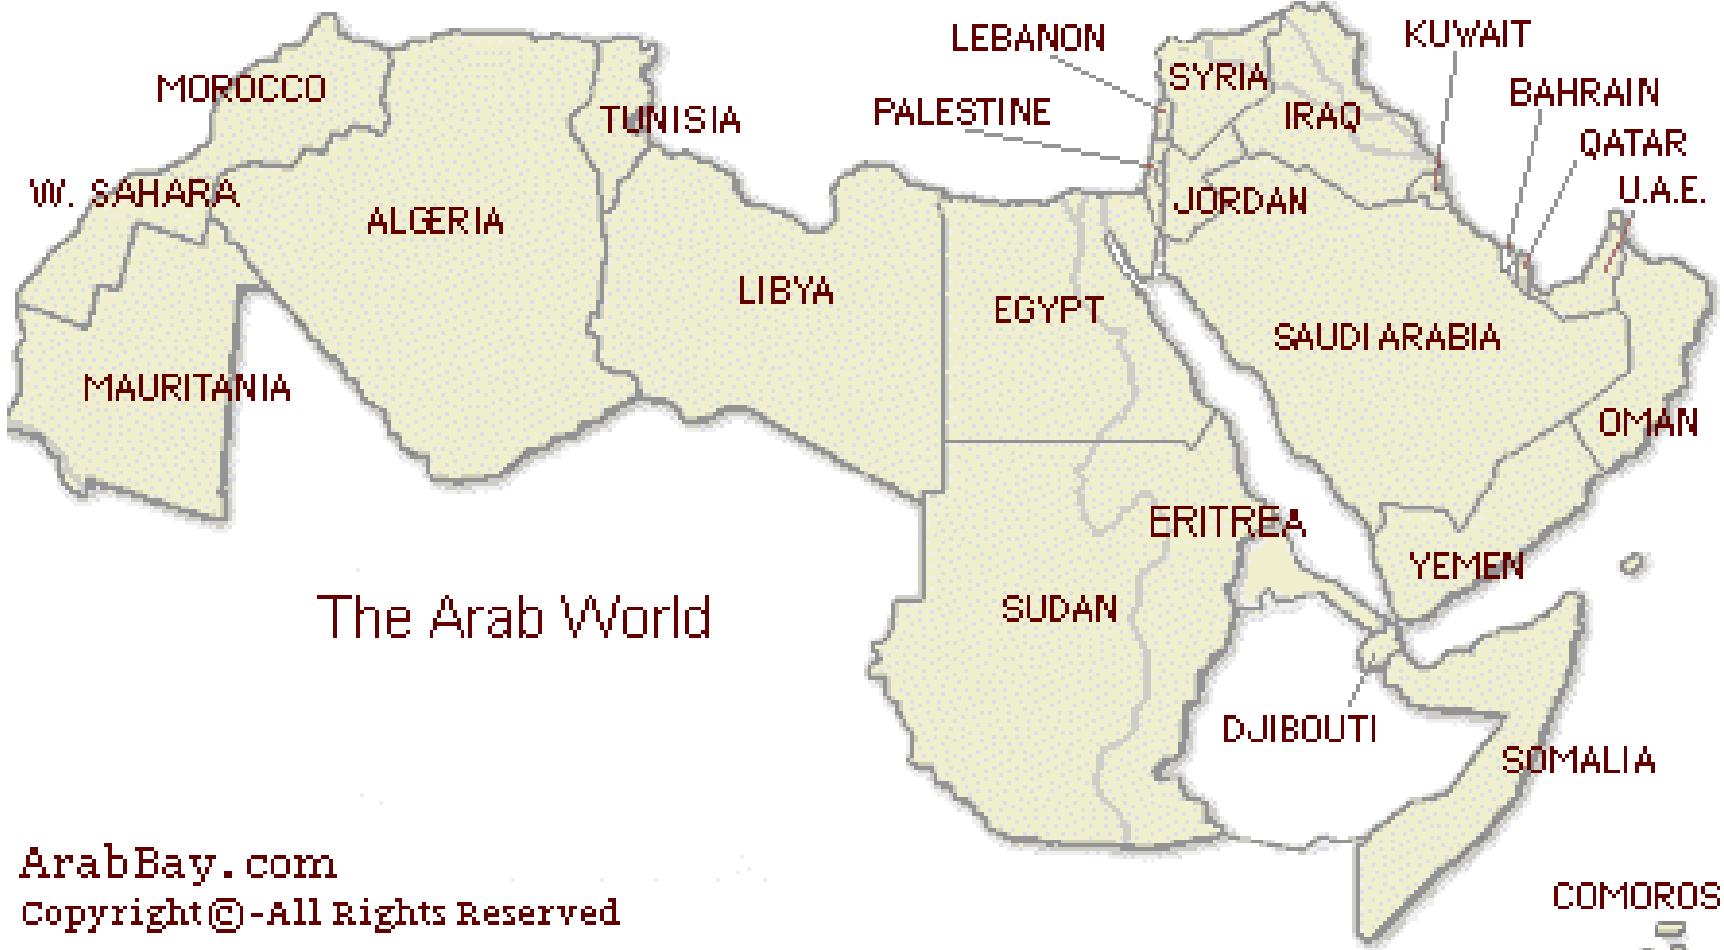 LEBANON
KUWAIT
SYRIA
MOROCCO
BAHRAIN
PALESTINE
TUNISIA
IRAQ
QATAR
W. SAHARA
U.A.E.
ALGERIA
JORDAN
LIBYA
EGYPT
SAUDI ARABIA
MAURITANIA
OMAN
ERITREA
YEMEN
The Arab World
SUDAN
DJIBOUTI
SOMALIA
ArabBay.com
COMOROS
Copyright©-All Rights Reserved